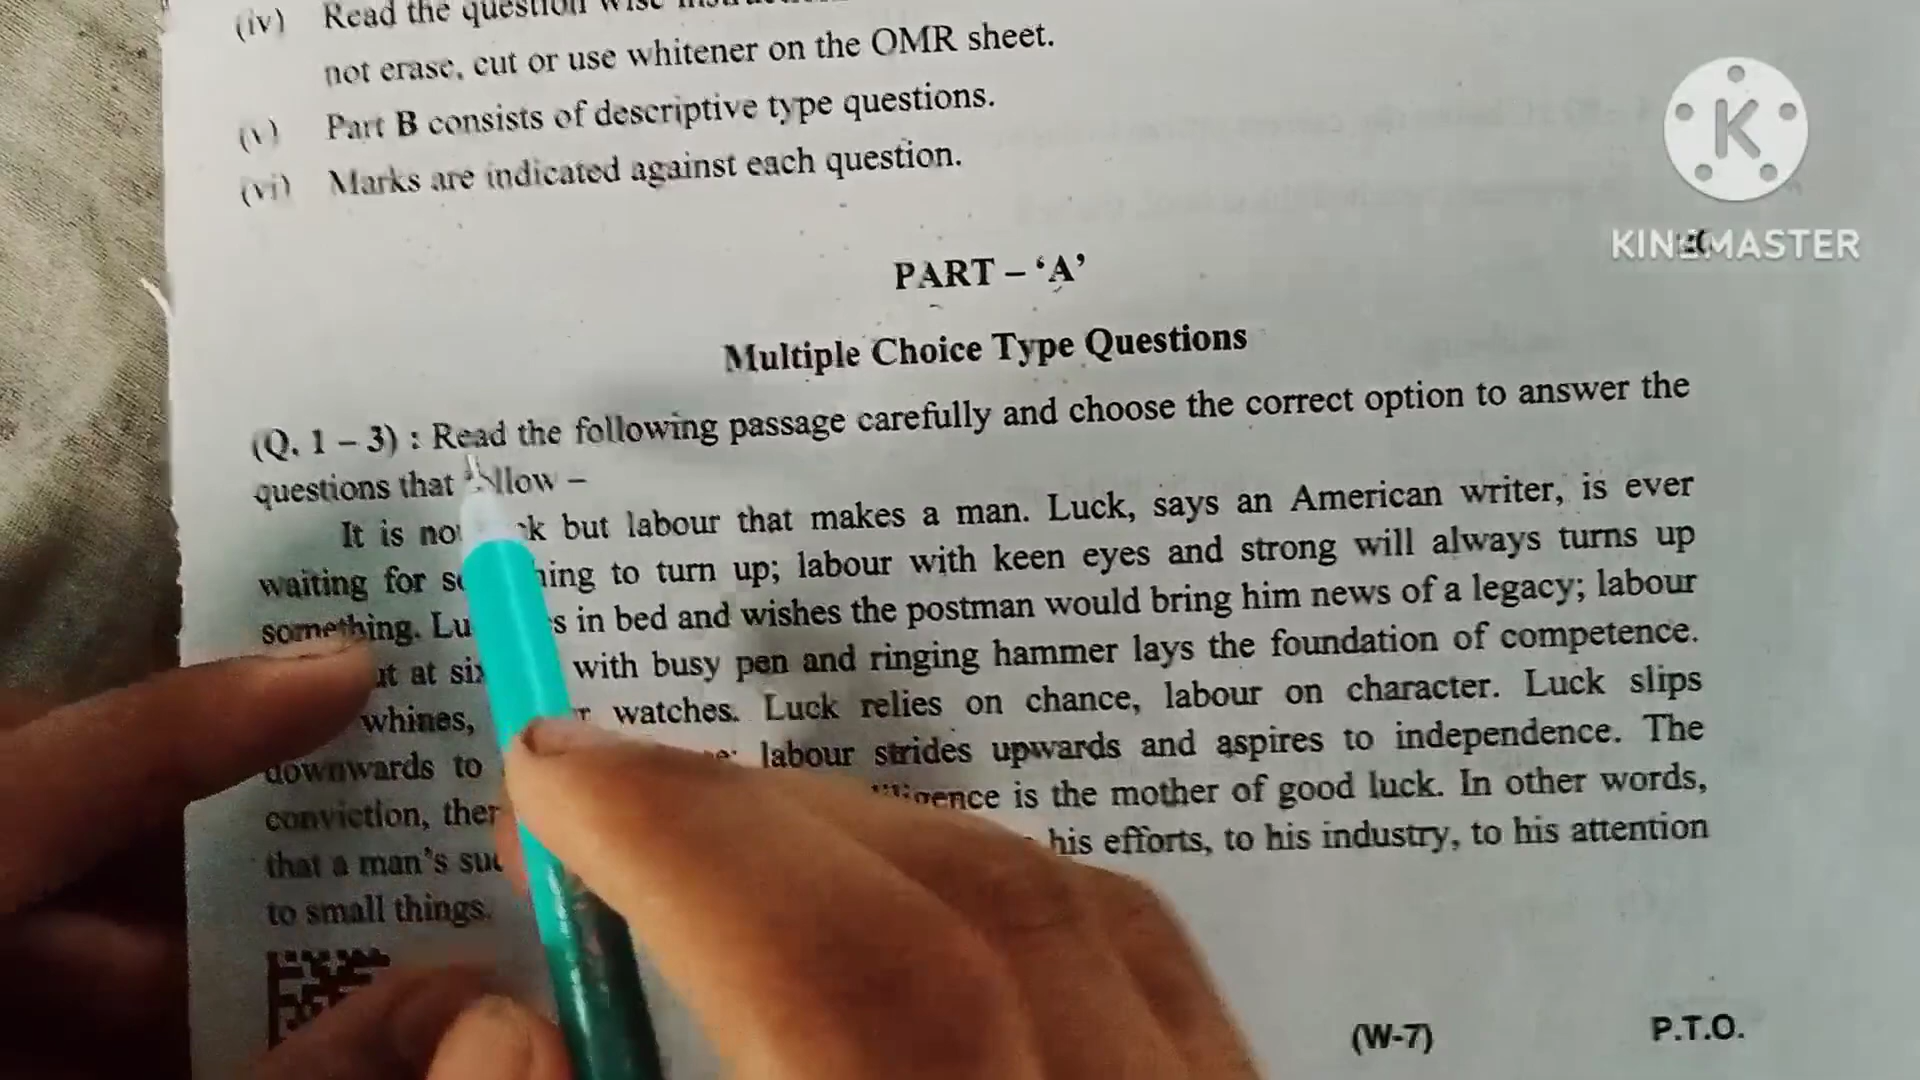 (iv) Read the question wise
not erase, cut or use whitener on the OMR sheet.
(v) Part B consists of descriptive type questions.
(vi) Marks are indicated against each question.
KINEMASTER
PART – ‘A’
Multiple Choice Type Questions
(Q. 1 – 3) : Read the following passage carefully and choose the correct option to answer the
questions that –
It is but labour that makes a man. Luck, says an American writer, is ever
waiting for to turn up; labour with keen eyes and strong will always turns up
something. in bed and wishes the postman would bring him news of a legacy; labour
at with busy pen and ringing hammer lays the foundation of competence.
whines, watches. Luck relies on chance, labour on character. Luck slips
downwards to labour strides upwards and aspires to independence. The
conviction, is the mother of good luck. In other words,
that a man’s his efforts, to his industry, to his attention
to small things.
(W-7) P.T.O.